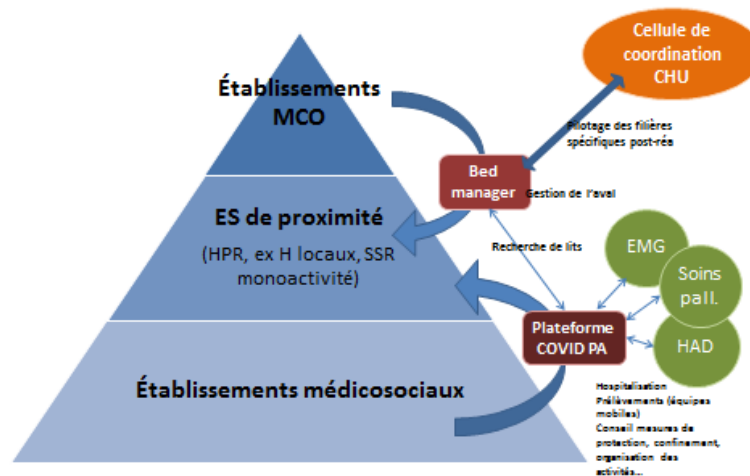 Cellule de
coordination
CHU
Établissements
MCO
Pilotage des filières
spécifiques post-réa
Bed
manager
Gestion de l'aval
ES de proximité
(HPR, ex H locaux, SSR
monoactivité)
Recherche de lits
EMG
Soins
pall.
HAD
Plateforme
COVID PA
Établissements médicosociaux
Hospitalisation
Prélèvements (équipes
mobiles)
Conseil mesures de
protection, confinement,
organisation des
activités...